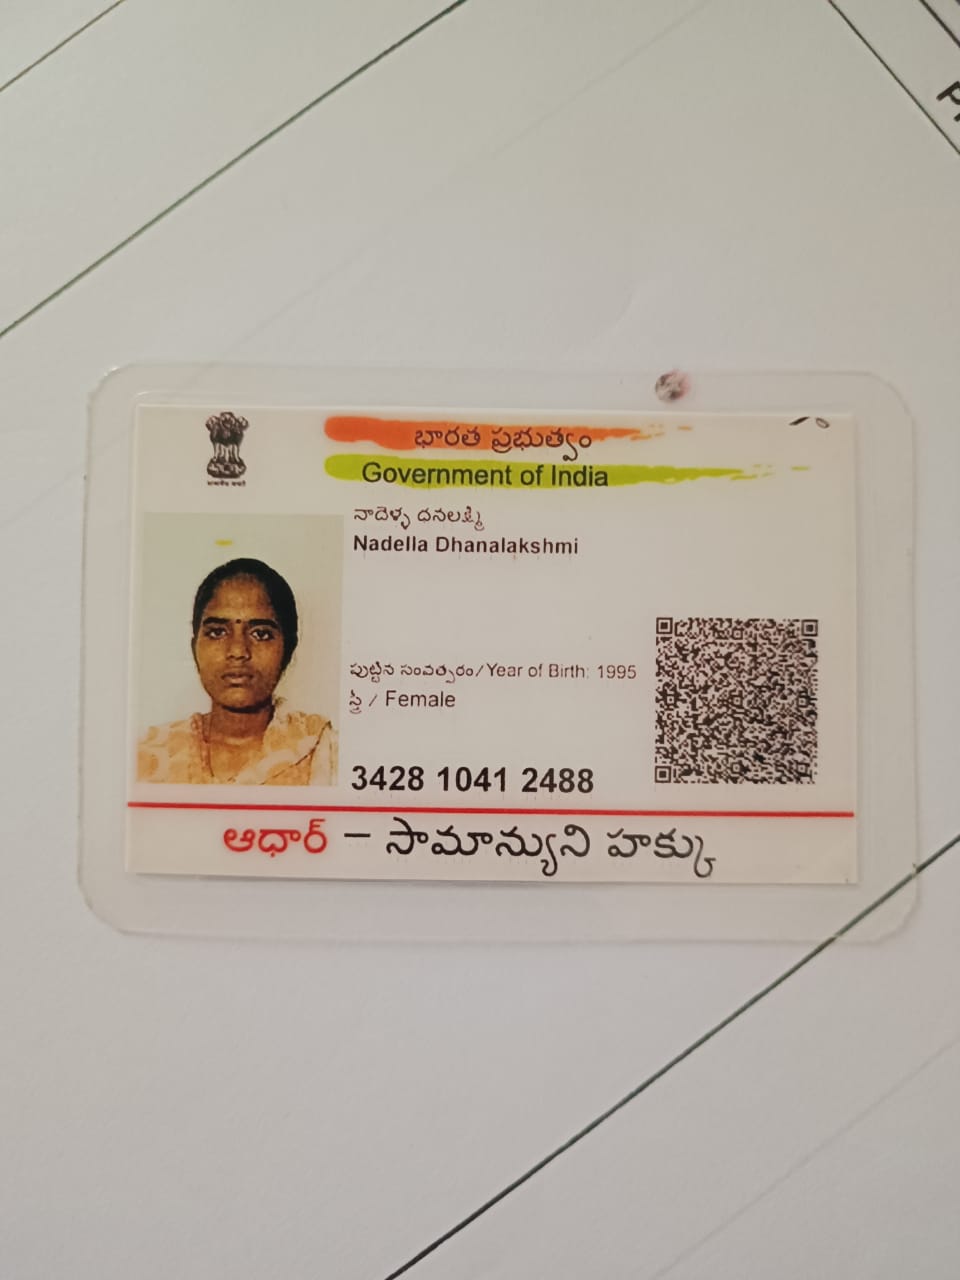 భారత ప్రభుత్వం
Government of India
నాదెళ్ళ ధనలక్ష్మి
Nadella Dhanalakshmi
పుట్టిన సంవత్సరం/Year of Birth: 1995
స్త్రీ / Female
3428 1041 2488
ఆధార్ – సామాన్యుని హక్కు